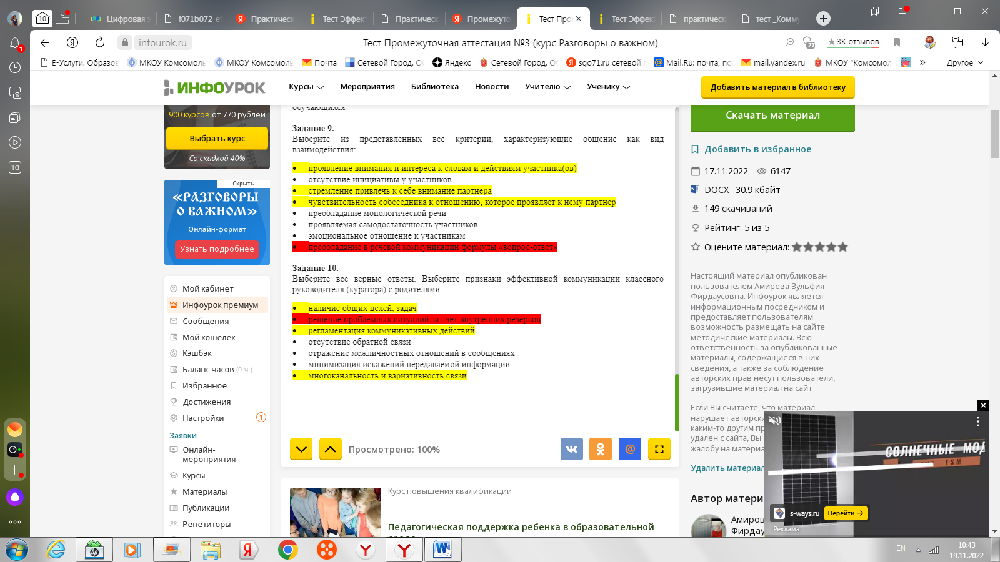 10
Цифровая
f071b072-ef
Практическ
Тест Эффект
Практическ
Промежуто
Тест Про
Тест Эффект
практическ
тест _Комму
1
infourok.ru
Тест Промежуточная аттестация №3 (курс Разговоры о важном)
27
3К отзывов
Е-Услуги. Образов
МКОУ Комсомоль
МКОУ Комсомоль
Почта
Сетевой Город. Об
Яндекс
Сетевой Город. Об
sgo71.ru сетевой г
Mail.Ru: почта, по
mail.yandex.ru
МКОУ "Комсомол
»
Другое
ИНФОУРОК
Курсы
Мероприятия
Библиотека
Новости
Учителю
Ученику
Добавить материал в библиотеку
900 курсов от 770 рублей
Выбрать курс
Со скидкой 40%
Скрыть
«РАЗГОВОРЫ
О ВАЖНОМ»
Онлайн-формат
Узнать подробнее
Мой кабинет
Инфоурок премиум
Сообщения
Мой кошелёк
Кэшбэк
Баланс часов (0 ч.)
Избранное
Достижения
Настройки
1
Заявки
Онлайн-
мероприятия
Курсы
Материалы
Публикации
Репетиторы
10
обучающихся
Задание 9.
Выберите из представленных все критерии, характеризующие общение как вид
взаимодействия:
• проявление внимания и интереса к словам и действиям участника(ов)
• отсутствие инициативы у участников
• стремление привлечь к себе внимание партнера
• чувствительность собеседника к отношению, которое проявляет к нему партнер
• преобладание монологической речи
• проявляемая самодостаточность участников
• эмоциональное отношение к участникам
• преобладание в речевой коммуникации формулы «вопрос-ответ»
Задание 10.
Выберите все верные ответы. Выберите признаки эффективной коммуникации классного
руководителя (куратора) с родителями:
• наличие общих целей, задач
• решение проблемных ситуаций за счет внутренних резервов
• регламентация коммуникативных действий
• отсутствие обратной связи
• отражение межличностных отношений в сообщениях
• минимизация искажений передаваемой информации
• многоканальность и вариативность связи
Просмотрено: 100%
Курс повышения квалификации
Педагогическая поддержка ребенка в образовательной
Скачать материал
Добавить в избранное
17.11.2022 6147
DOCX 30.9 кбайт
149 скачиваний
Рейтинг: 5 из 5
Оцените материал:
Настоящий материал опубликован
пользователем Амирова Зульфия
Фирдаусовна. Инфоурок является
информационным посредником и
предоставляет пользователям
возможность размещать на сайте
методические материалы. Всю
ответственность за опубликованные
материалы, содержащиеся в них
сведения, а также за соблюдение
авторских прав несут пользователи,
загрузившие материал на сайт
Если Вы считаете, что материал
нарушает авторски
каким-то другим пр
удален с сайта, Вы
жалобу на материа
Удалить материал
Автор матери
Амиров
Фирдау
СОЛНЕЧНЫЕ МОД
FSM
s-ways.ru
Перейти →
Реклама
EN
10:43
19.11.2022